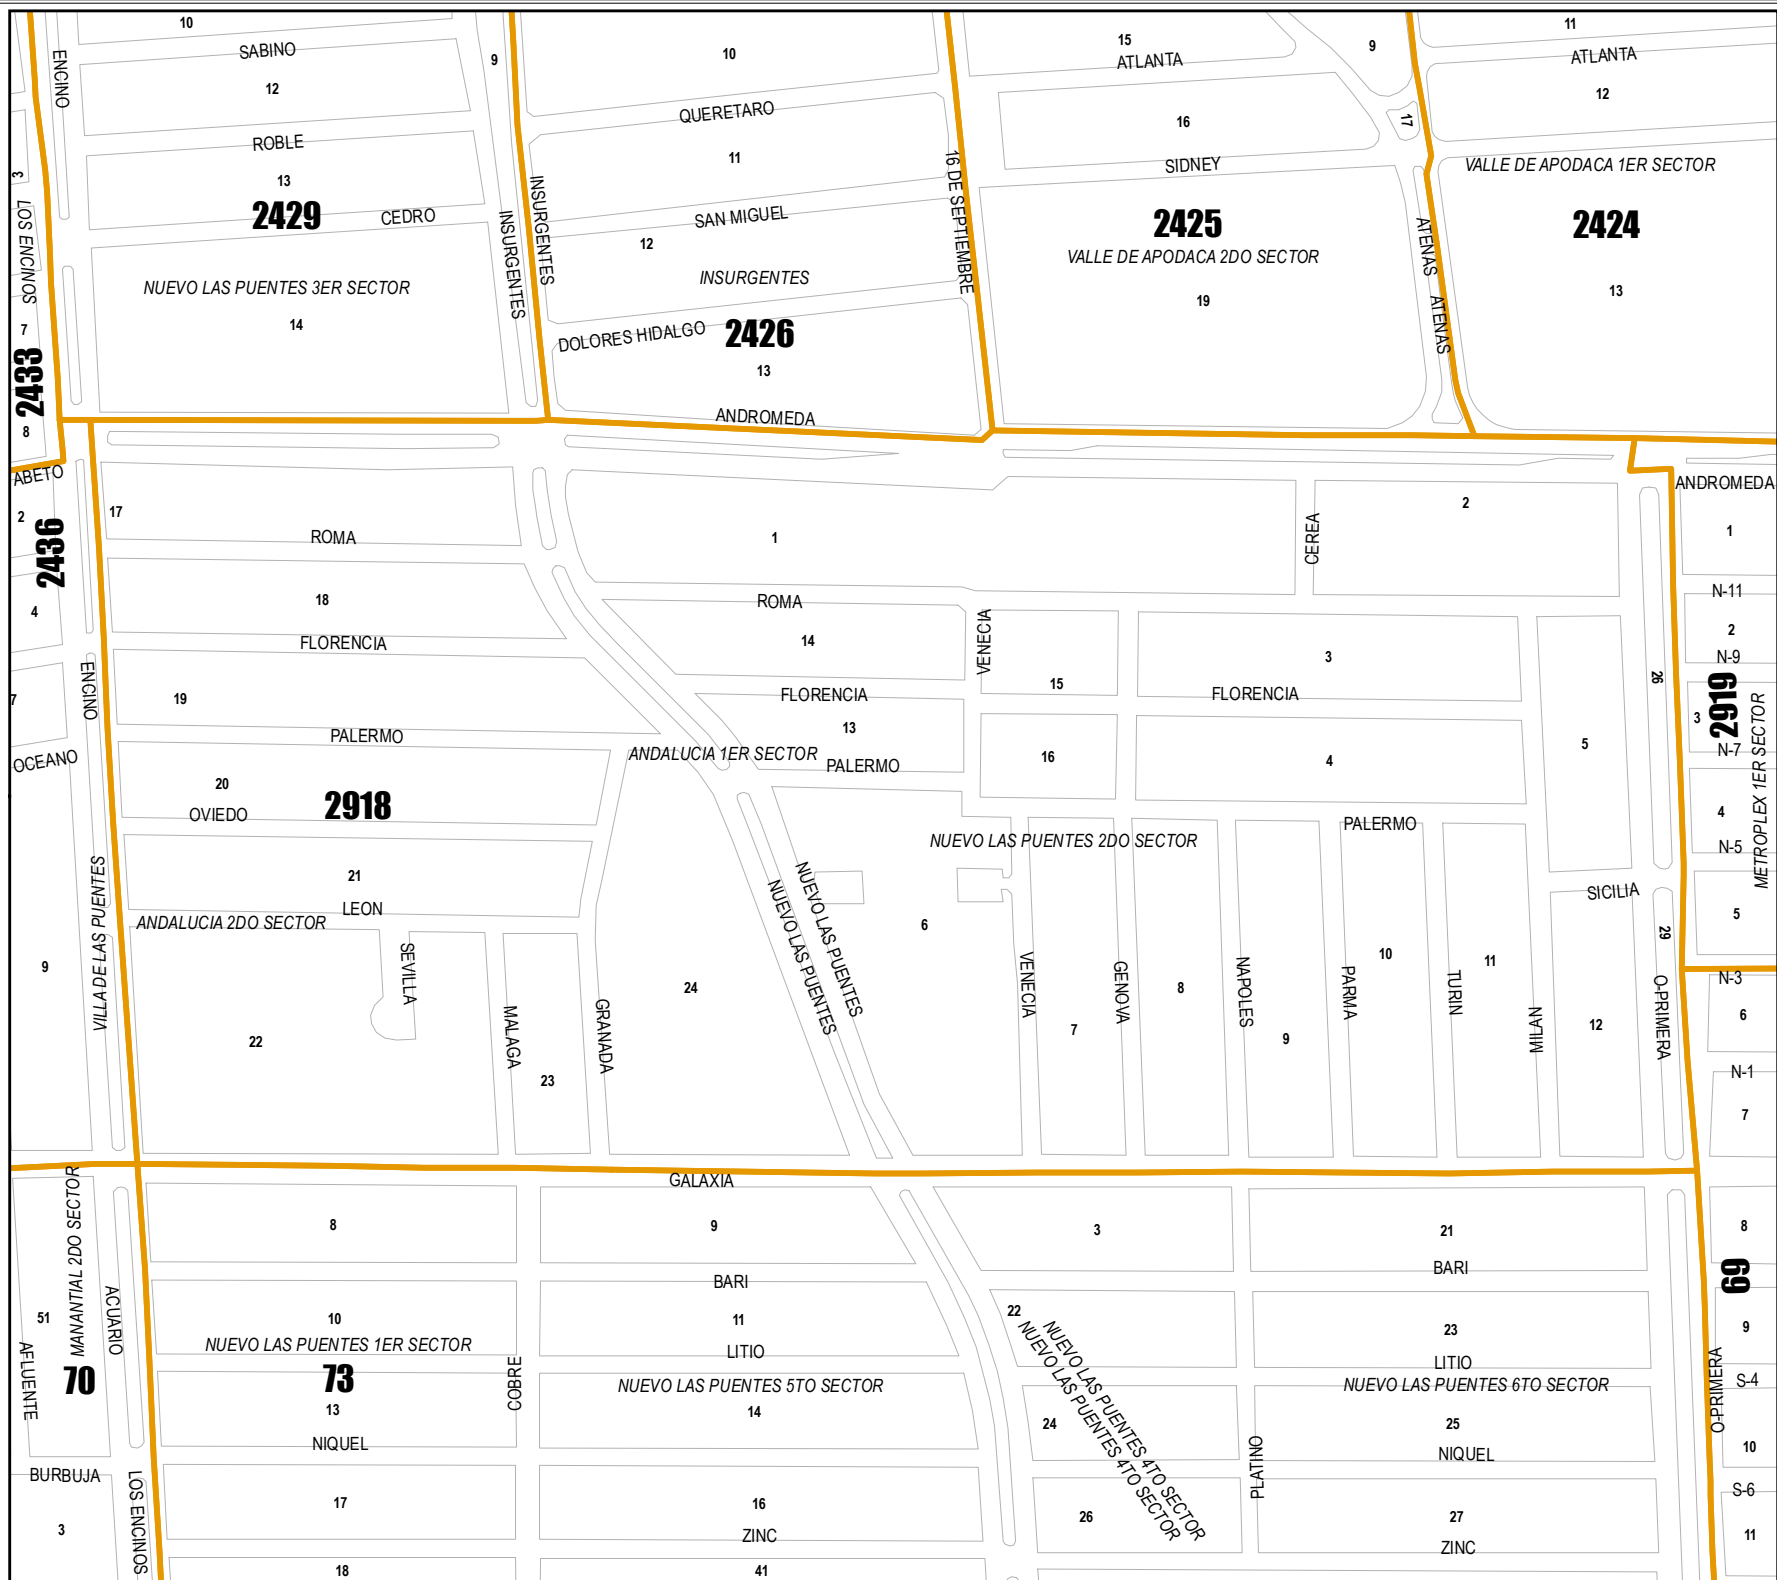 10
SABINO
ENCINO
12
9
10
15
ATLANTA
9
11
ATLANTA
12
QUERETARO
16
17
ROBLE
11
SIDNEY
VALLE DE APODACA 1ER SECTOR
3
13
2429
CEDRO
INSURGENTES
INSURGENTES
SAN MIGUEL
16 DE SEPTIEMBRE
2425
2424
LOS ENCINOS
12
VALLE DE APODACA 2DO SECTOR
ATENAS
ATENAS
NUEVO LAS PUENTES 3ER SECTOR
INSURGENTES
19
13
7
14
DOLORES HIDALGO
2426
2433
13
8
ANDROMEDA
ABETO
ANDROMEDA
2
17
ROMA
1
CEREA
2
1
2436
4
18
ROMA
N-11
FLORENCIA
14
VENECIA
3
2
N-9
ENCINO
7
19
FLORENCIA
15
FLORENCIA
26
2919
3
PALERMO
13
ANDALUCIA 1ER SECTOR
PALERMO
16
4
5
N-7
METROPLEX 1ER SECTOR
OCEANO
20
OVIEDO
2918
NUEVO LAS PUENTES 2DO SECTOR
PALERMO
4
N-5
21
LEON
ANDALUCIA 2DO SECTOR
VILLA DE LAS PUENTES
NUEVO LAS PUENTES
NUEVO LAS PUENTES
6
SICILIA
5
29
9
SEVILLA
24
VENECIA
GENOVA
8
NAPOLES
PARMA
10
TURIN
11
MILAN
12
O-PRIMERA
N-3
6
22
MALAGA
23
GRANADA
7
9
N-1
7
GALAXIA
MANANTIAL 2DO SECTOR
8
9
3
21
8
BARI
BARI
69
51
ACUARIO
10
11
22
23
9
AFLUENTE
NUEVO LAS PUENTES 1ER SECTOR
LITIO
LITIO
70
73
COBRE
NUEVO LAS PUENTES 5TO SECTOR
NUEVO LAS PUENTES 4TO SECTOR
NUEVO LAS PUENTES 4TO SECTOR
NUEVO LAS PUENTES 6TO SECTOR
O-PRIMERA
S-4
13
14
24
25
NIQUEL
NIQUEL
10
BURBUJA
LOS ENCINOS
PLATINO
S-6
17
16
26
27
3
ZINC
ZINC
11
18
41